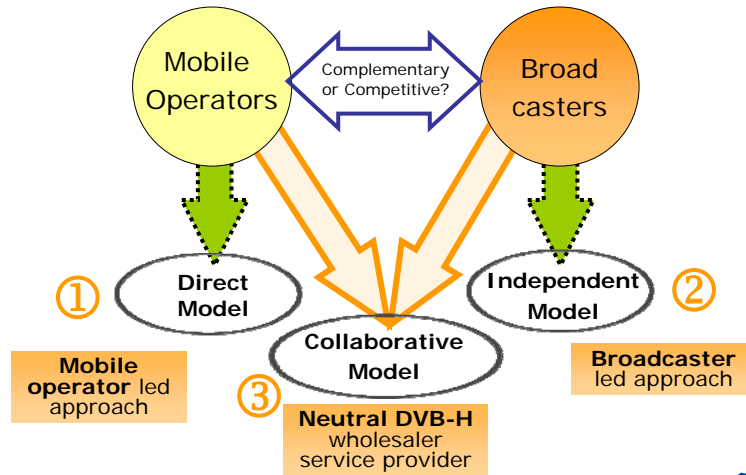 Mobile
Operators
Complementary
or Competitive?
Broad
casters
①
Direct
Model
Independent
Model
②
Collaborative
Model
Mobile
operator led
approach
③
Broadcaster
led approach
Neutral DVB-H
wholesaler
service provider